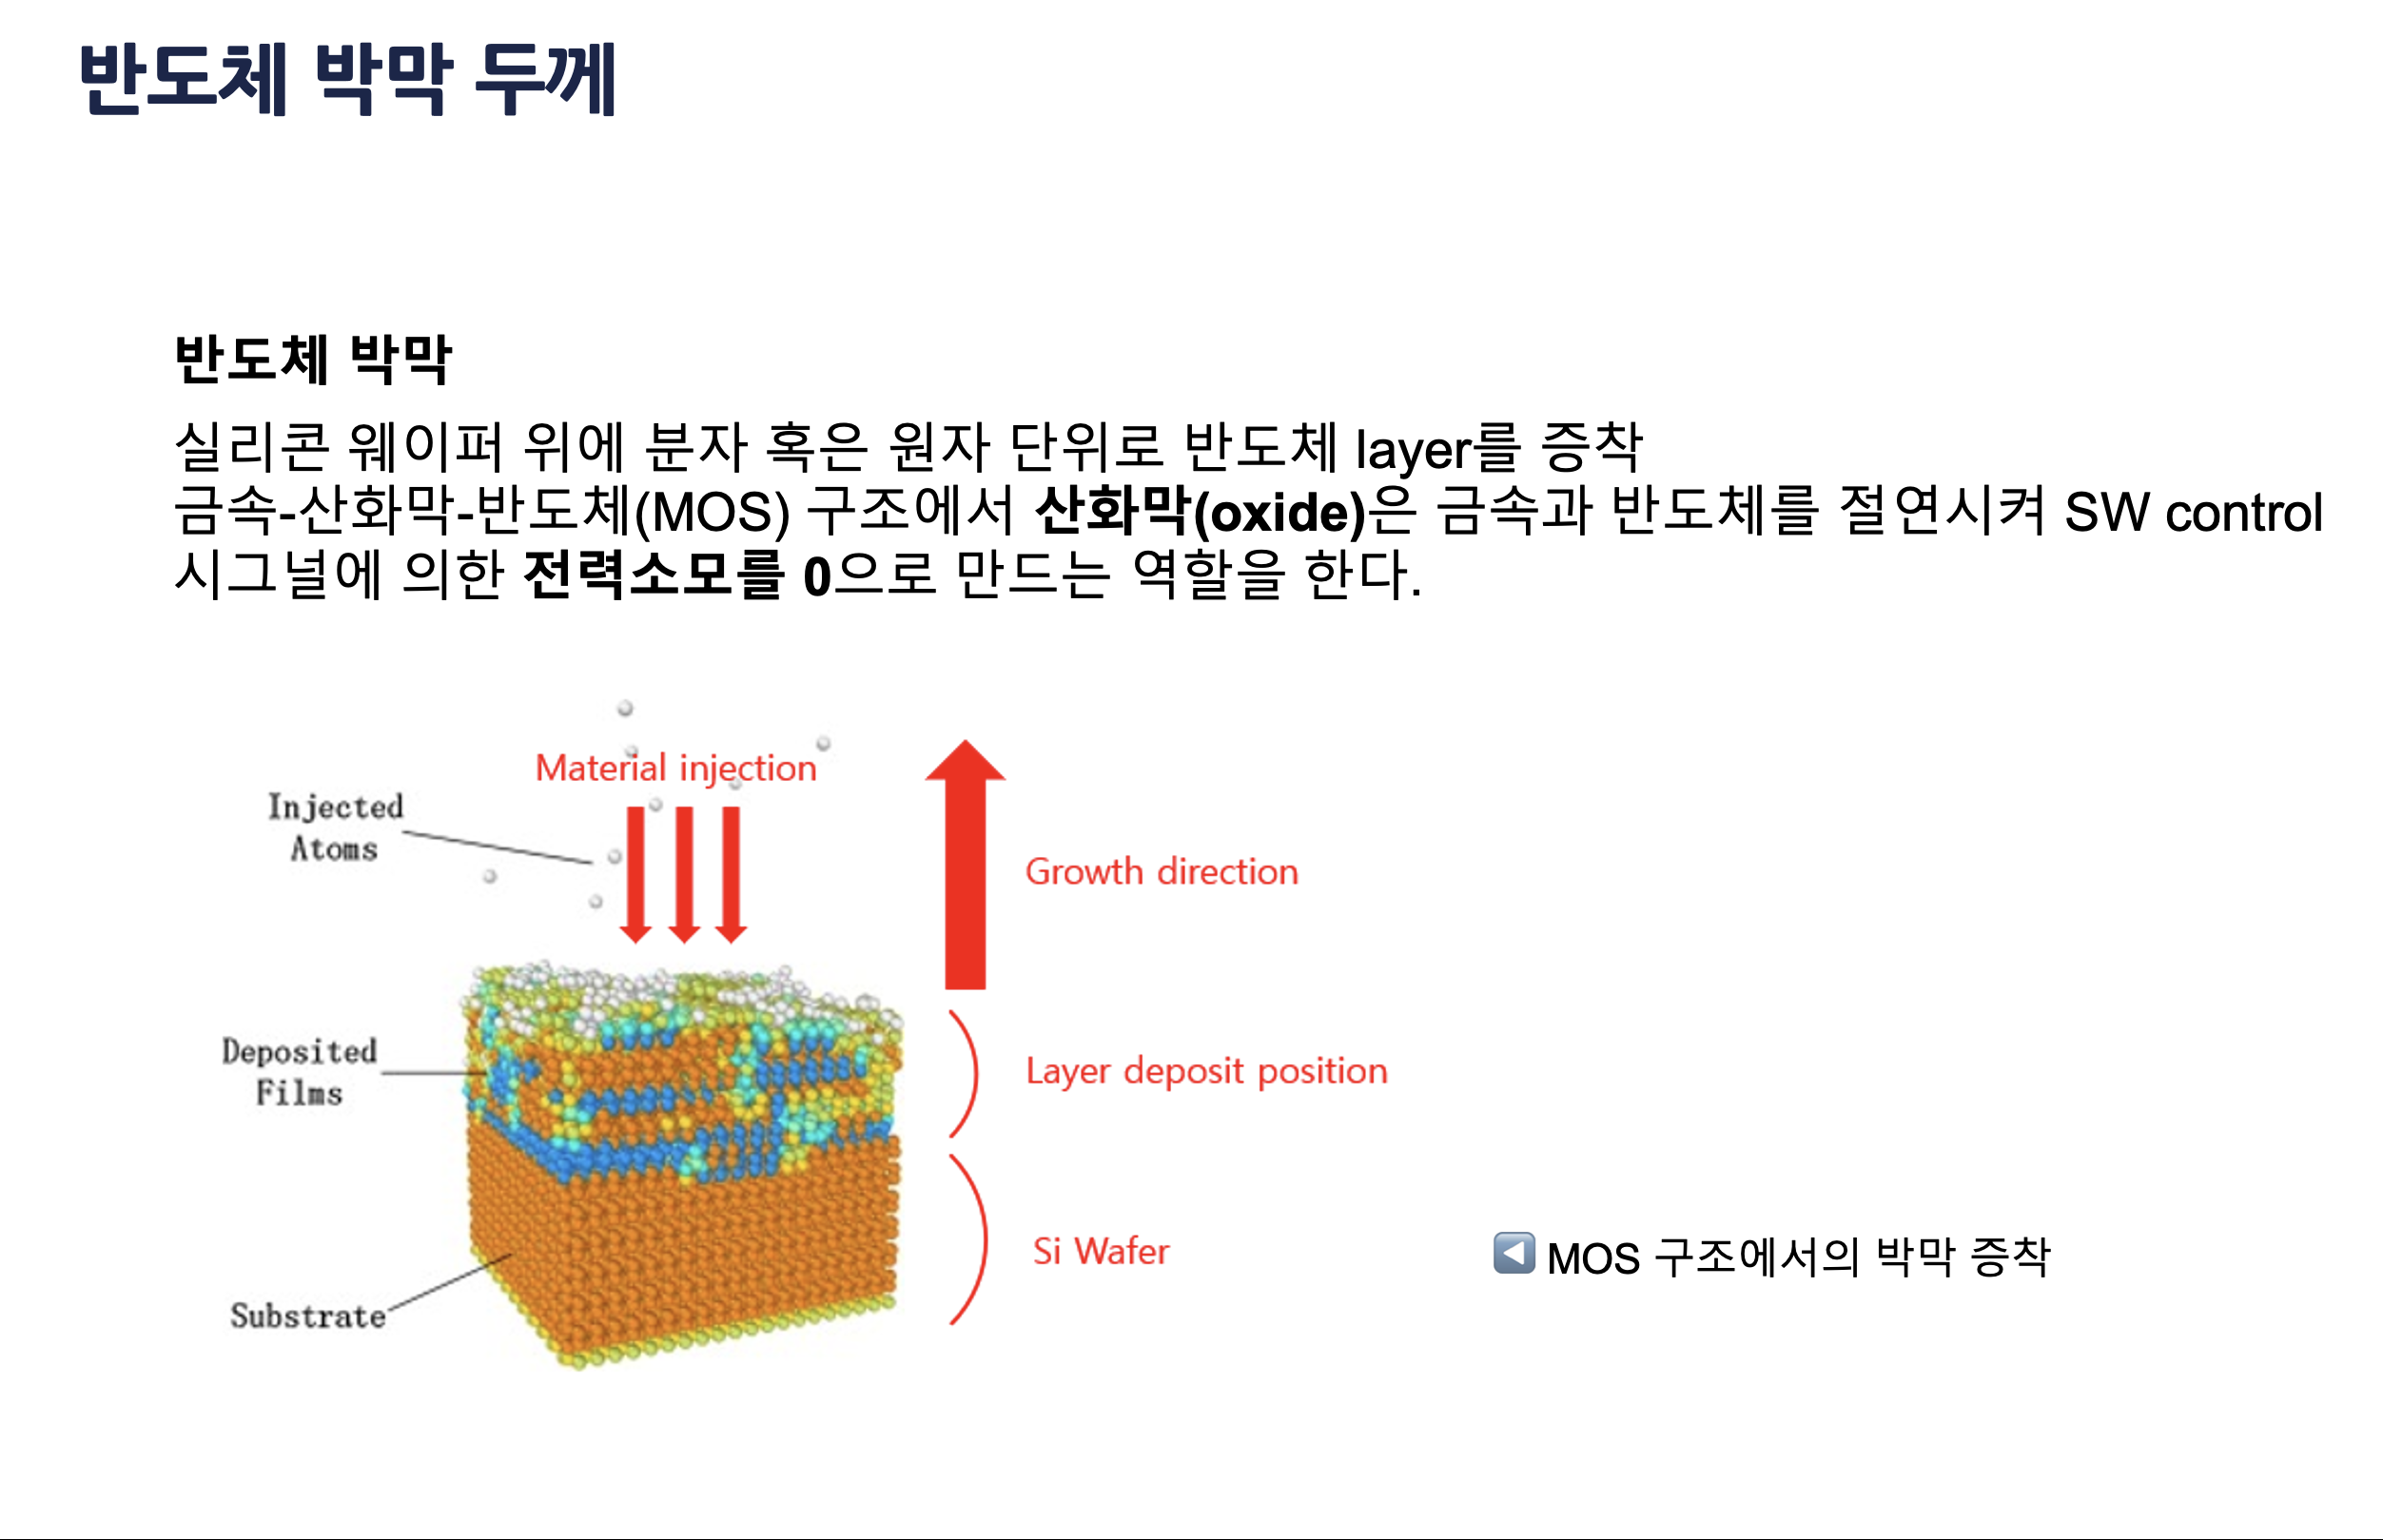 반도체 박막 두께
반도체 박막
실리콘 웨이퍼 위에 분자 혹은 원자 단위로 반도체 layer를 증착
금속-산화막-반도체(MOS) 구조에서 산화막(oxide)은 금속과 반도체를 절연시켜 SW control
시그널에 의한 전력소모를 0으로 만드는 역할을 한다.
Material injection
Injected
Atoms
Growth direction
Deposited
Films
Layer deposit position
Si Wafer
Substrate
◀ MOS 구조에서의 박막 증착